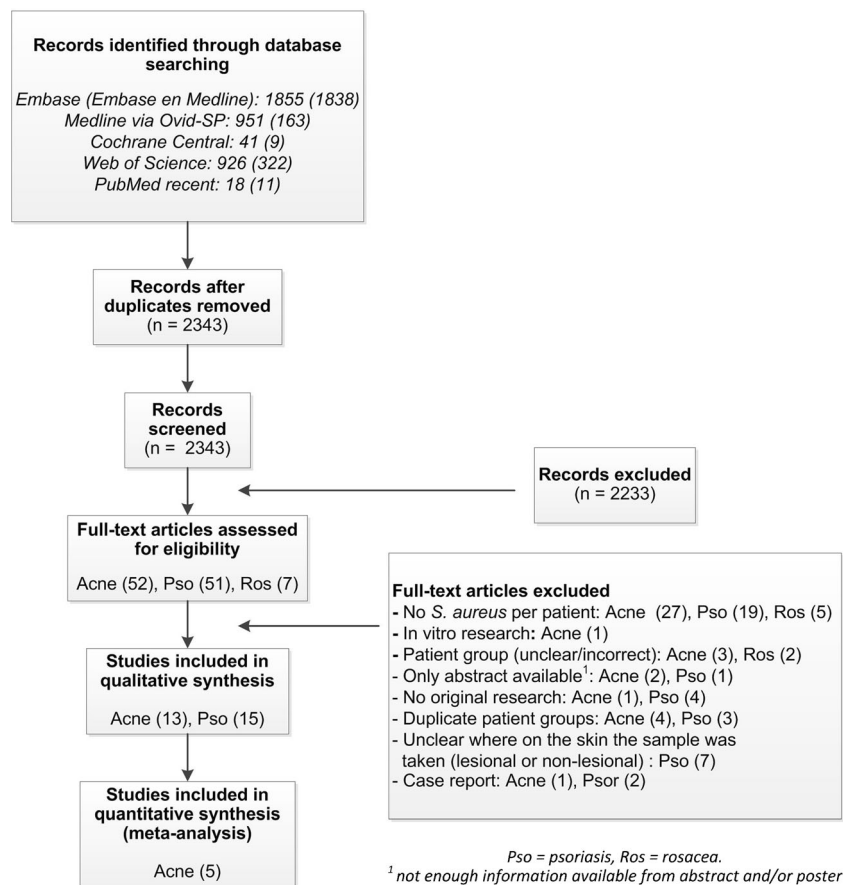 Records identified through database
searching
Embase (Embase en Medline): 1855 (1838)
Medline via Ovid-SP: 951 (163)
Cochrane Central: 41 (9)
Web of Science: 926 (322)
PubMed recent: 18 (11)
Records after
duplicates removed
(n = 2343)
Records
screened
(n = 2343)
Records excluded
(n = 2233)
Full-text articles assessed
for eligibility
Acne (52), Pso (51), Ros (7)
Full-text articles excluded
- No S. aureus per patient: Acne (27), Pso (19), Ros (5)
- In vitro research: Acne (1)
- Patient group (unclear/incorrect): Acne (3), Ros (2)
- Only abstract available¹: Acne (2), Pso (1)
- No original research: Acne (1), Pso (4)
- Duplicate patient groups: Acne (4), Pso (3)
- Unclear where on the skin the sample was
taken (lesional or non-lesional) : Pso (7)
- Case report: Acne (1), Psor (2)
Studies included in
qualitative synthesis
Acne (13), Pso (15)
Studies included in
quantitative synthesis
(meta-analysis)
Acne (5)
Pso = psoriasis, Ros = rosacea.
¹ not enough information available from abstract and/or poster